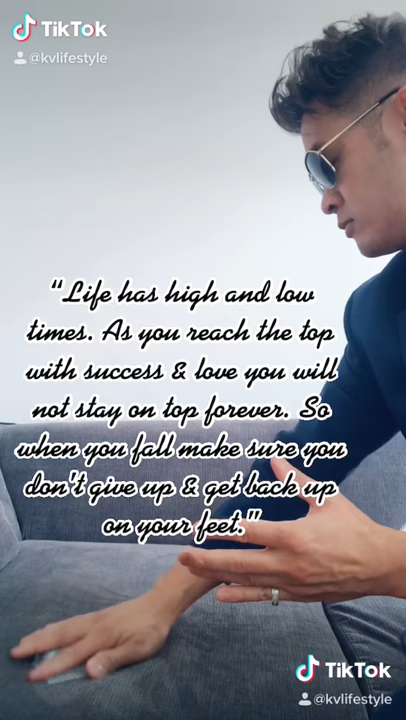 TikTok
@kvlifestyle
"Life has high and low
times. As you reach the top
with success & love you will
not stay on top forever. So
when you fall make sure you
don't give up & get back up
on your feet."
TikTok
@kvlifestyle